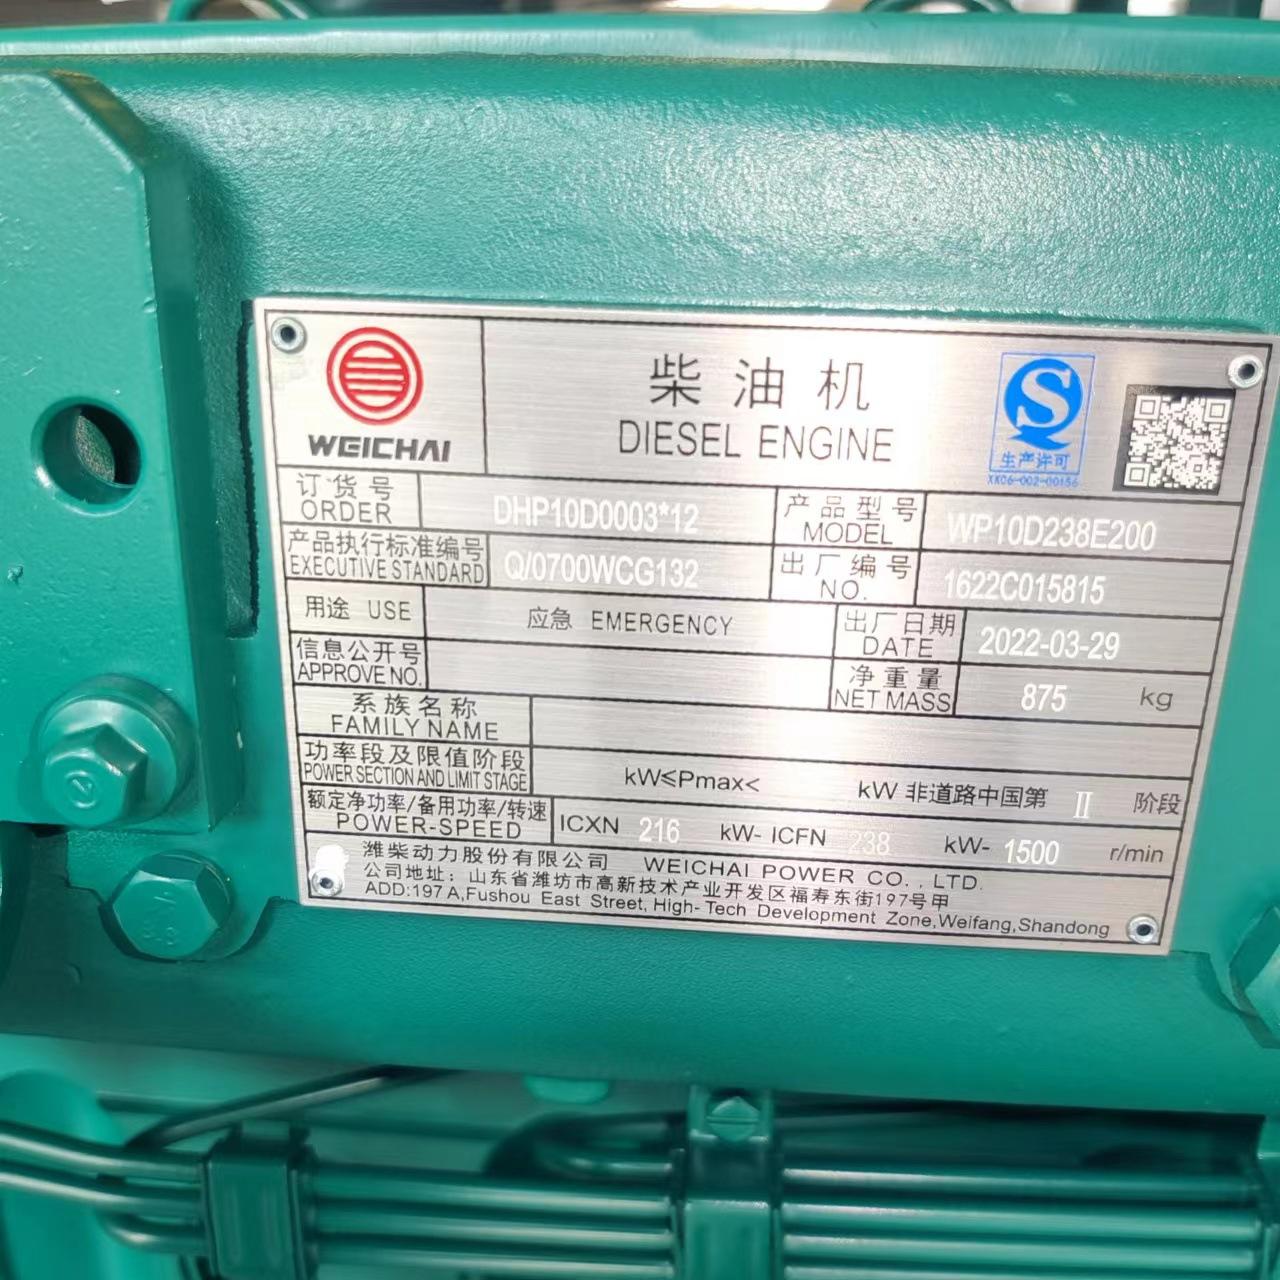 WEICHAI
柴油机
DIESEL ENGINE
生产许可
XK06-002-00156
订货号
ORDER
DHP10D0003*12
产品型号
MODEL
WP10D238E200
产品执行标准编号
EXECUTIVE STANDARD
Q/0700WCG132
出厂编号
NO.
1622C015815
用途 USE
应急 EMERGENCY
出厂日期
DATE
2022-03-29
信息公开号
APPROVE NO.
净重量
NET MASS
875 kg
系族名称
FAMILY NAME
功率段及限值阶段
POWER SECTION AND LIMIT STAGE
kW≤Pmax< kW 非道路中国第 II 阶段
额定净功率/备用功率/转速
POWER-SPEED
ICXN 216 kW- ICFN 238 kW- 1500 r/min
潍柴动力股份有限公司 WEICHAI POWER CO., LTD.
公司地址: 山东省潍坊市高新技术产业开发区福寿东街197号甲
ADD:197 A,Fushou East Street, High-Tech Development Zone,Weifang,Shandong